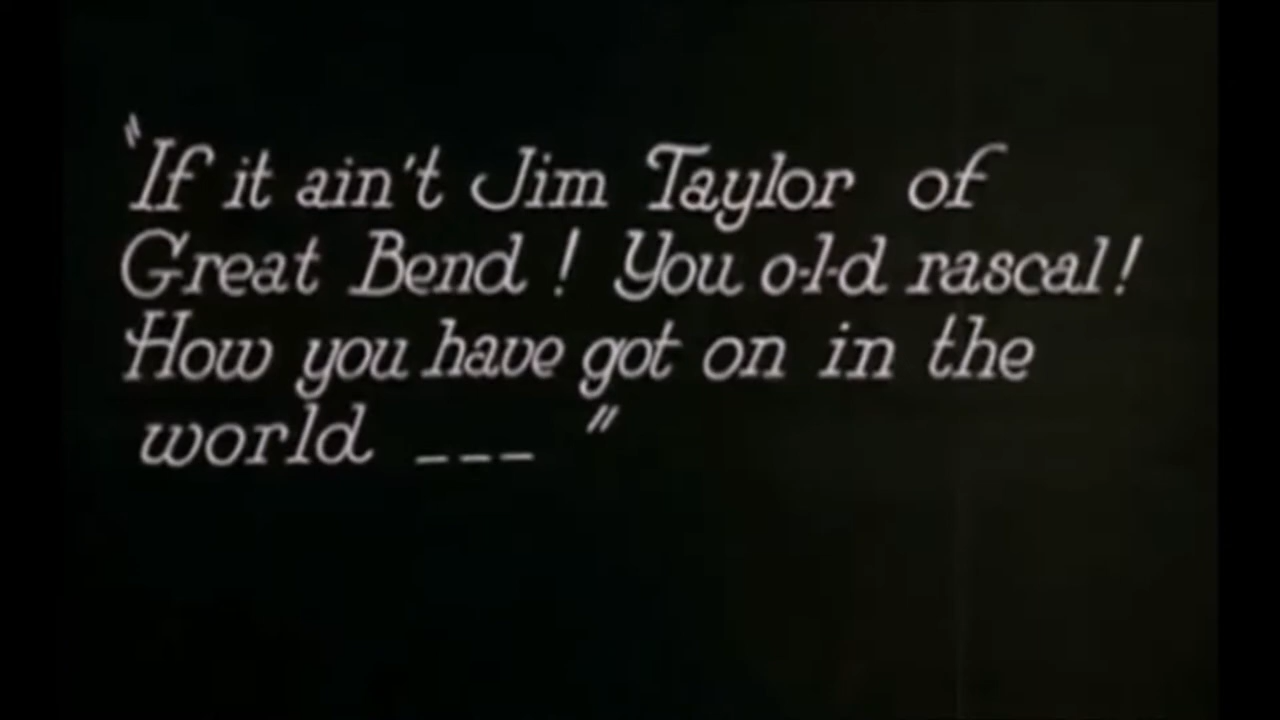 "If it ain't Jim Taylor of
Great Bend! You o-l-d rascal!
How you have got on in the
world ___"